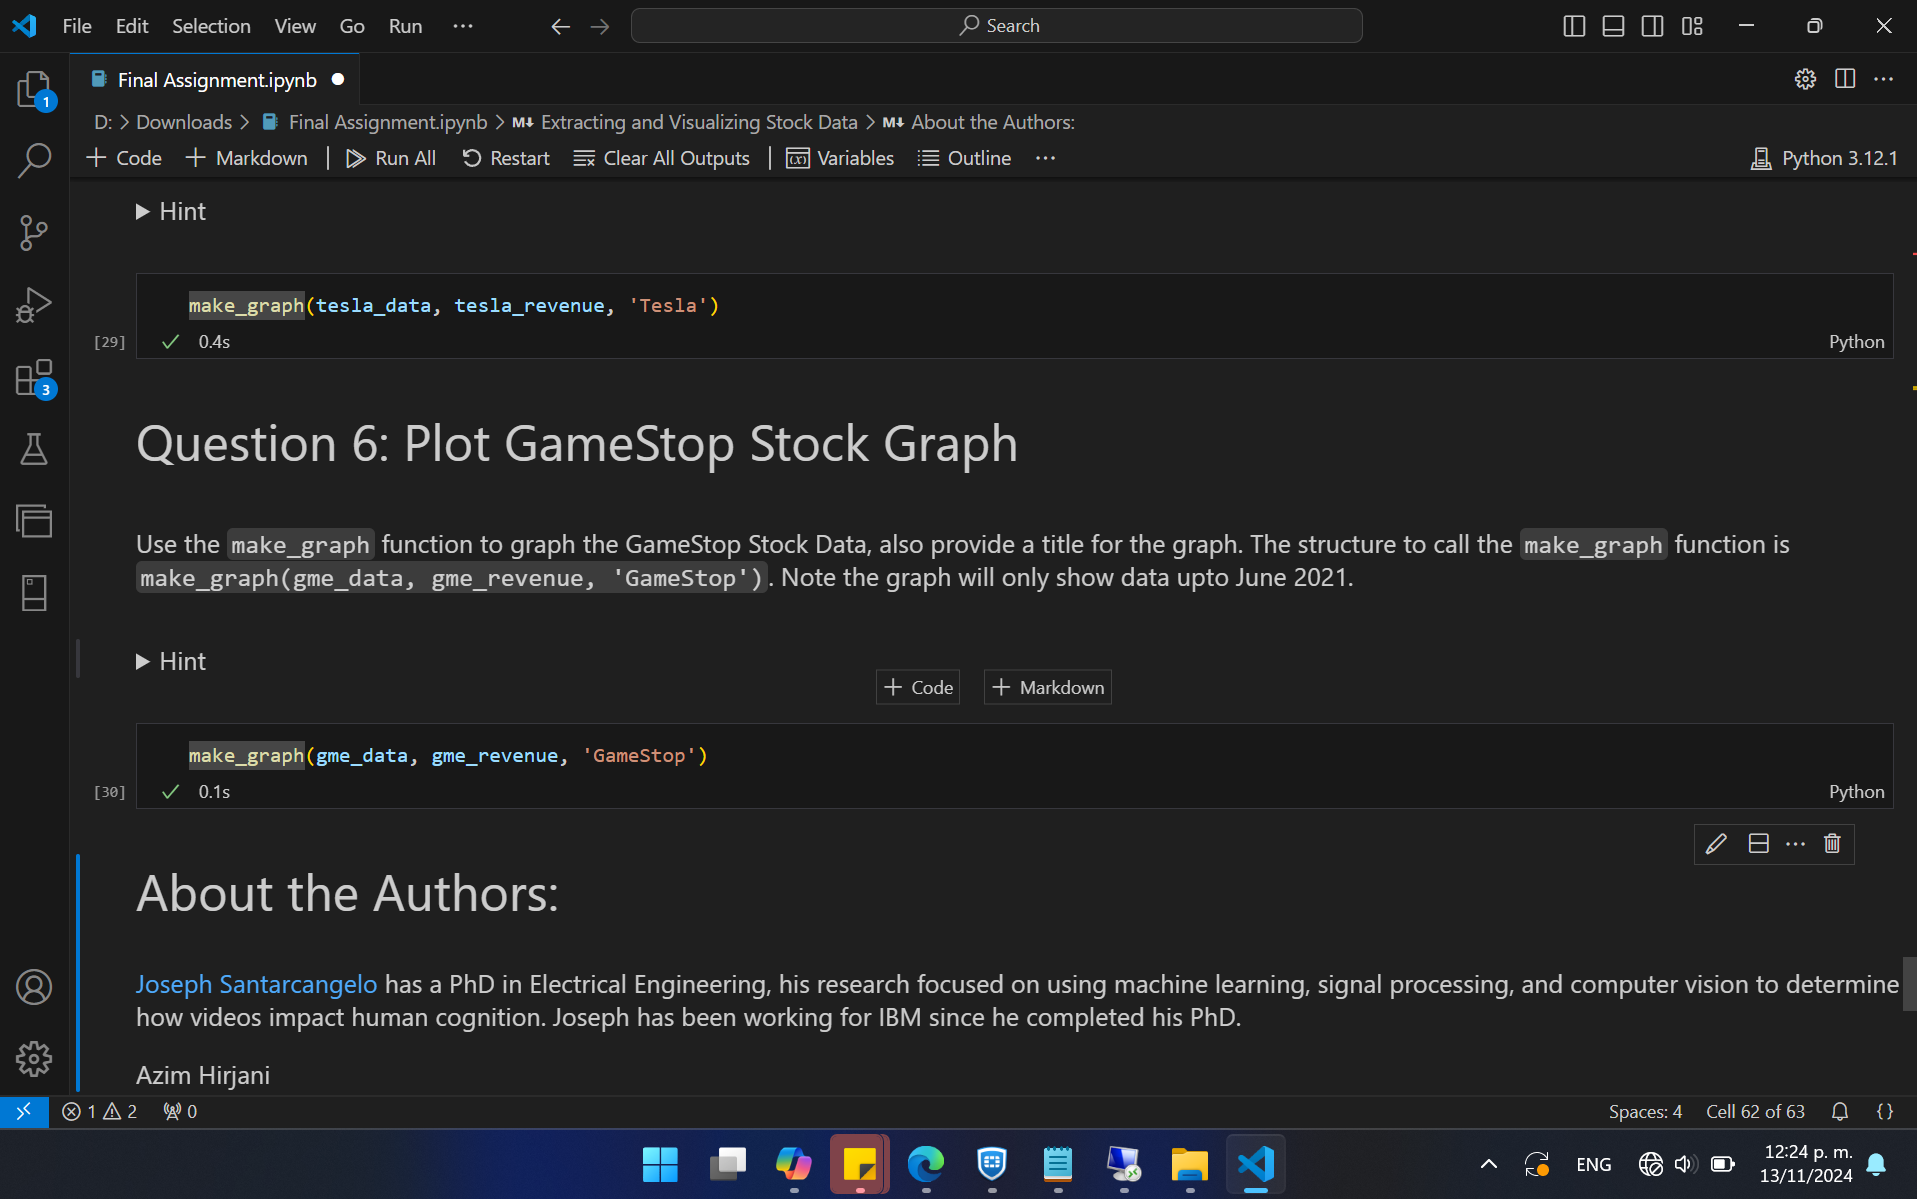 File Edit Selection View Go Run ··· Search
Final Assignment.ipynb
1
D: > Downloads > Final Assignment.ipynb > M↓ Extracting and Visualizing Stock Data > M↓ About the Authors:
+ Code + Markdown | Run All Restart Clear All Outputs | Variables Outline ··· Python 3.12.1
Hint
make_graph(tesla_data, tesla_revenue, 'Tesla')
[29] 0.4s Python
3
Question 6: Plot GameStop Stock Graph
Use the make_graph function to graph the GameStop Stock Data, also provide a title for the graph. The structure to call the make_graph function is
make_graph(gme_data, gme_revenue, 'GameStop'). Note the graph will only show data upto June 2021.
Hint
+ Code + Markdown
make_graph(gme_data, gme_revenue, 'GameStop')
[30] 0.1s Python
About the Authors:
Joseph Santarcangelo has a PhD in Electrical Engineering, his research focused on using machine learning, signal processing, and computer vision to determine
how videos impact human cognition. Joseph has been working for IBM since he completed his PhD.
Azim Hirjani
1 2 0 Spaces: 4 Cell 62 of 63 {}
ENG 12:24 p. m.
13/11/2024